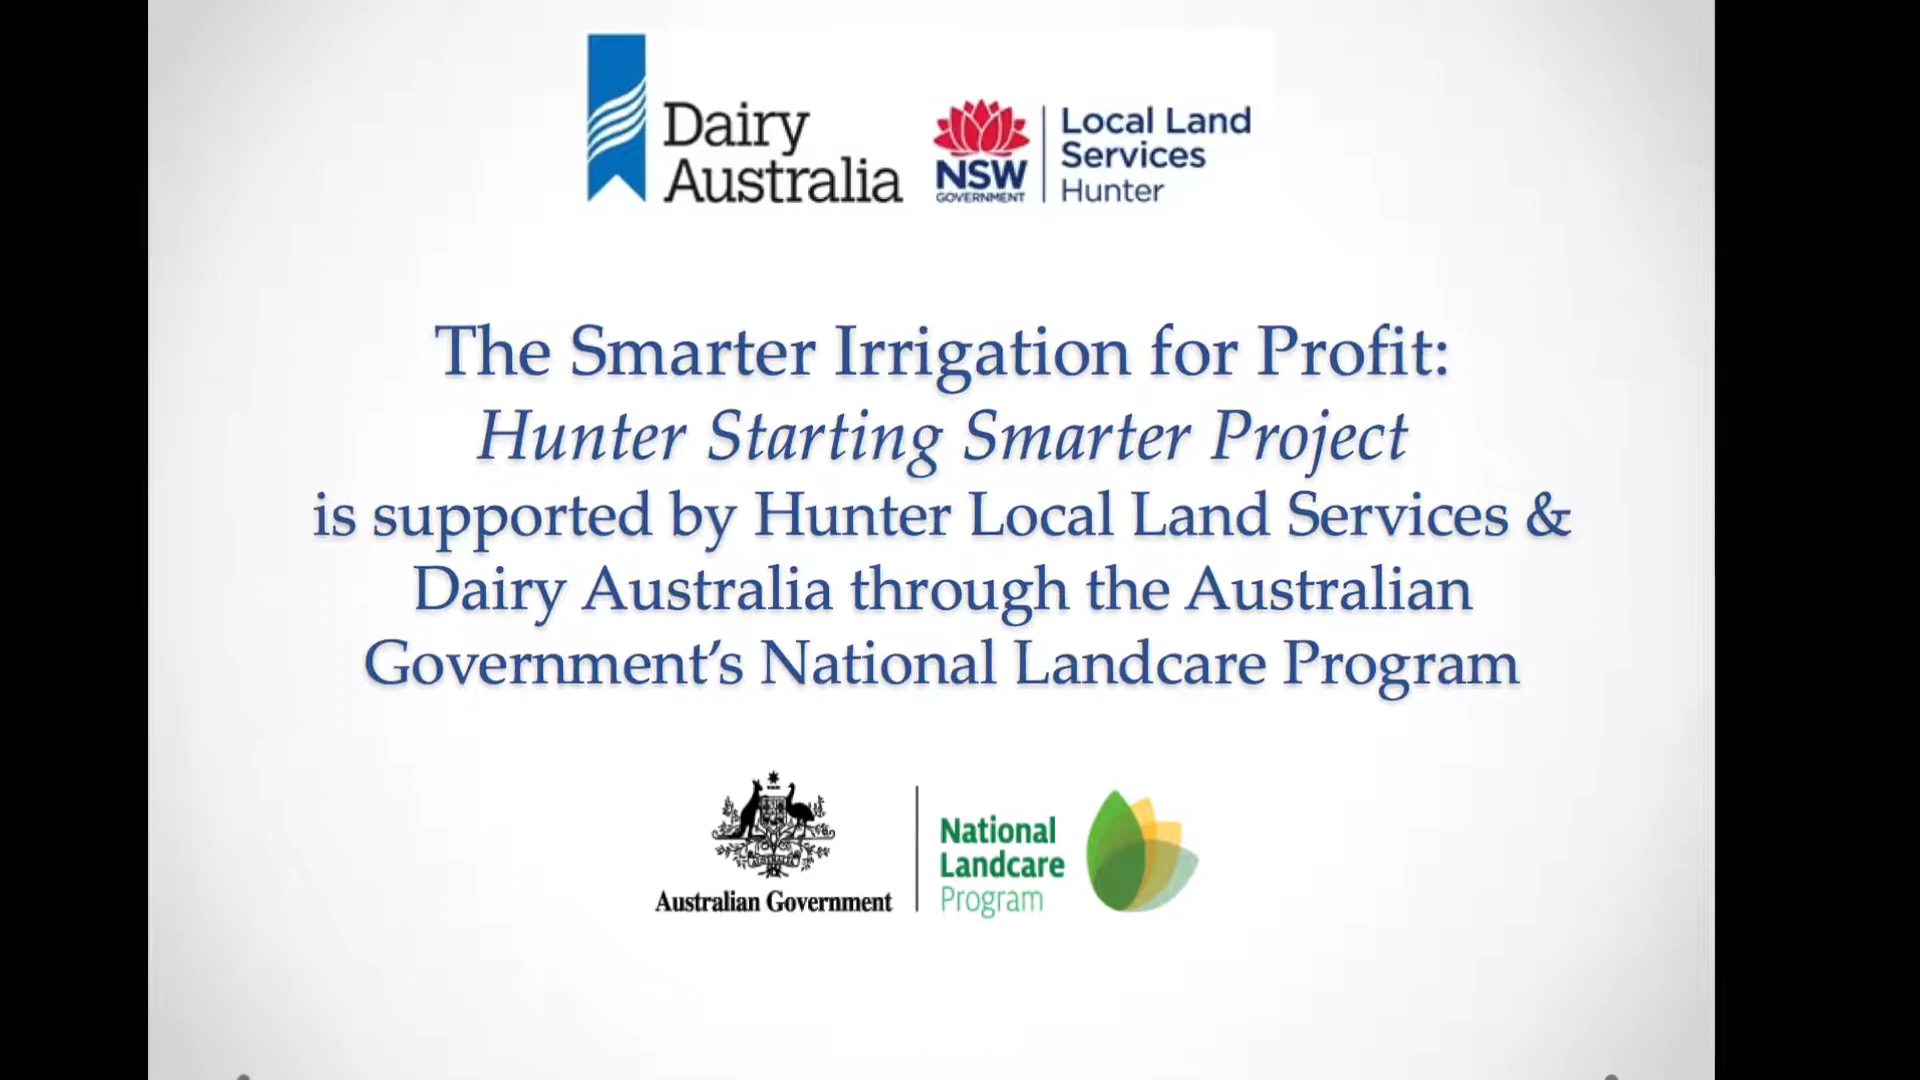 Dairy
Australia
NSW
GOVERNMENT
Local Land
Services
Hunter
The Smarter Irrigation for Profit:
Hunter Starting Smarter Project
is supported by Hunter Local Land Services &
Dairy Australia through the Australian
Government’s National Landcare Program
AUSTRALIA
Australian Government
National
Landcare
Program